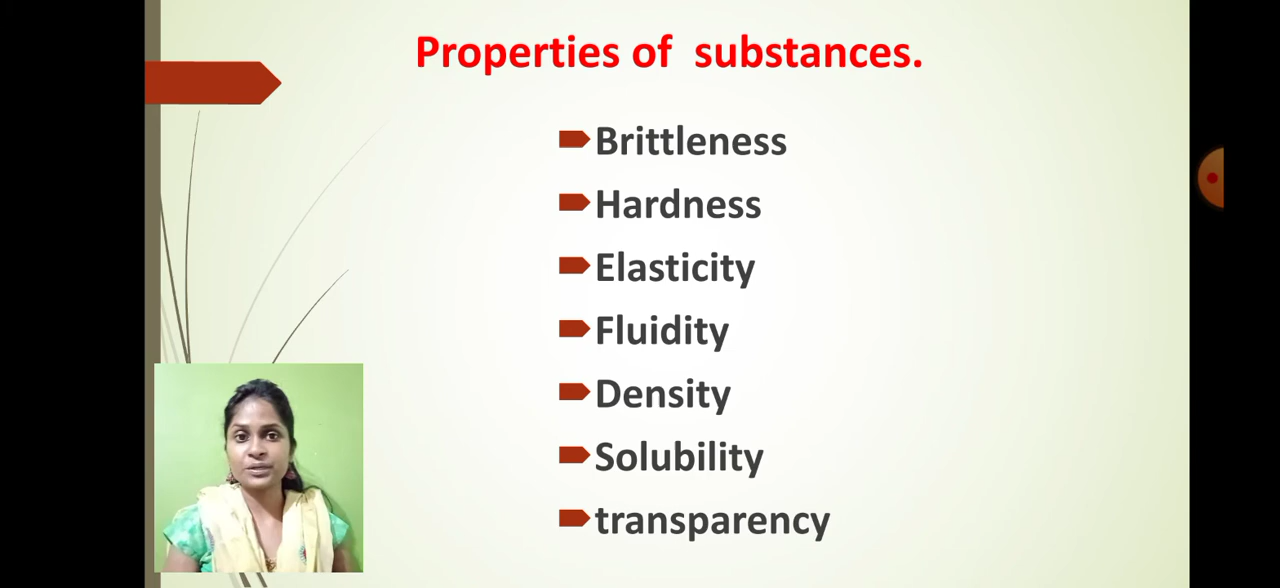 Properties of substances.
Brittleness
Hardness
Elasticity
Fluidity
Density
Solubility
transparency